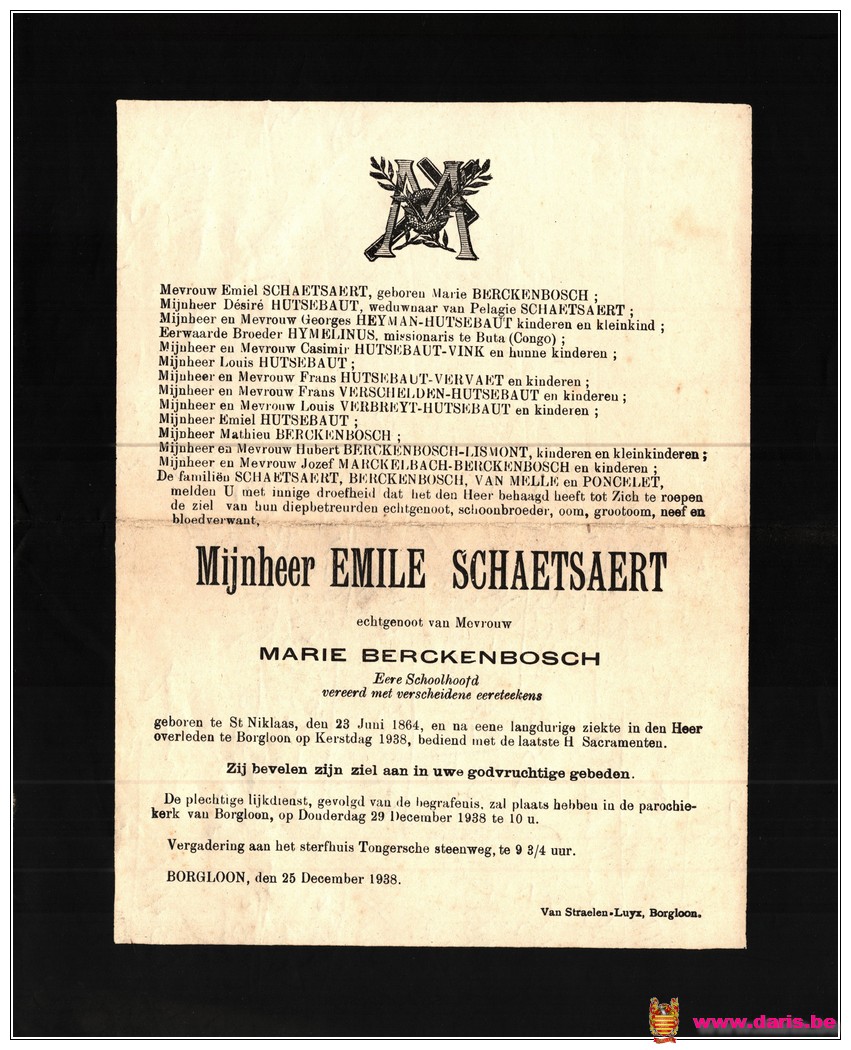 Mevrouw Emiel SCHAETSAERT, geboren Marie BERCKENBOSCH ;
Mijnheer Désiré HUTSEBAUT, weduwnaar van Pelagie SCHAETSAERT ;
Mijnheer en Mevrouw Georges HEYMAN-HUTSEBAUT kinderen en kleinkind ;
Eerwaarde Broeder HYMELINUS, missionaris te Buta (Congo) ;
Mijnheer en Mevrouw Casimir HUTSEBAUT-VINK en hunne kinderen ;
Mijnheer Louis HUTSEBAUT ;
Mijnheer en Mevrouw Frans HUTSEBAUT-VERVAET en kinderen ;
Mijnheer en Mevrouw Frans VERSCHELDEN-HUTSEBAUT en kinderen ;
Mijnheer en Mevrouw Louis VERBREYT-HUTSEBAUT en kinderen ;
Mijnheer Emiel HUTSEBAUT ;
Mijnheer Mathieu BERCKENBOSCH ;
Mijnheer en Mevrouw Hubert BERCKENBOSCH-LISMONT, kinderen en kleinkinderen ;
Mijnheer en Mevrouw Jozef MARCKELBACH-BERCKENBOSCH en kinderen ;
De familiën SCHAETSAERT, BERCKENBOSCH, VAN MELLE en PONCELET,
melden U met innige droefheid dat het den Heer behaagd heeft tot Zich te roepen
de ziel van hun diepbetreurden echtgenoot, schoonbroeder, oom, grootoom, neef en
bloedverwant,
Mijnheer EMILE SCHAETSAERT
echtgenoot van Mevrouw
MARIE BERCKENBOSCH
Eere Schoolhoofd
vereerd met verscheidene eereteekens
geboren te St Niklaas, den 23 Juni 1864, en na eene langdurige ziekte in den Heer
overleden te Borgloon op Kerstdag 1938, bediend met de laatste H Sacramenten.
Zij bevelen zijn ziel aan in uwe godvruchtige gebeden.
De plechtige lijkdienst, gevolgd van de begrafenis, zal plaats hebben in de parochie-
kerk van Borgloon, op Donderdag 29 December 1938 te 10 u.
Vergadering aan het sterfhuis Tongersche steenweg, te 9 3/4 uur.
BORGLOON, den 25 December 1938.
Van Straelen-Luyx, Borgloon.
www.daris.be